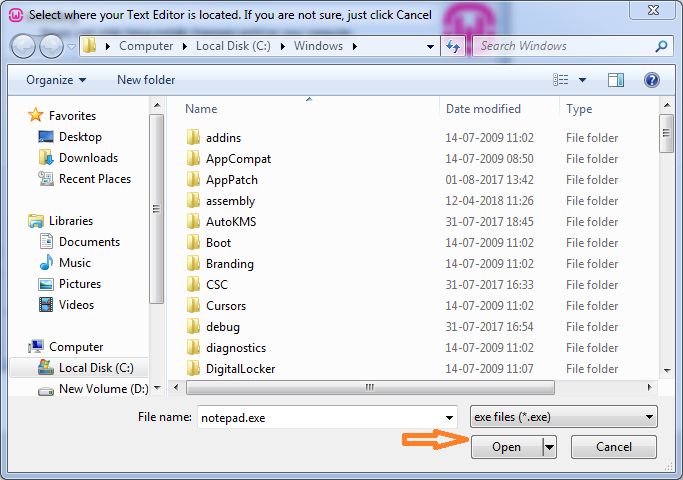 Select where your Text Editor is located. If you are not sure, just click Cancel
Computer Local Disk (C:) Windows Search Windows
Organize New folder
Name Date modified Type
Favorites
Desktop
Downloads
Recent Places
Libraries
Documents
Music
Pictures
Videos
Computer
Local Disk (C:)
New Volume (D:)
addins 14-07-2009 11:02 File folder
AppCompat 14-07-2009 08:50 File folder
AppPatch 01-08-2017 13:42 File folder
assembly 12-04-2018 11:26 File folder
AutoKMS 31-07-2017 18:45 File folder
Boot 14-07-2009 11:02 File folder
Branding 14-07-2009 11:02 File folder
CSC 31-07-2017 16:33 File folder
Cursors 14-07-2009 11:02 File folder
debug 31-07-2017 16:54 File folder
diagnostics 14-07-2009 11:02 File folder
DigitalLocker 14-07-2009 11:07 File folder
File name: notepad.exe exe files (*.exe)
Open Cancel